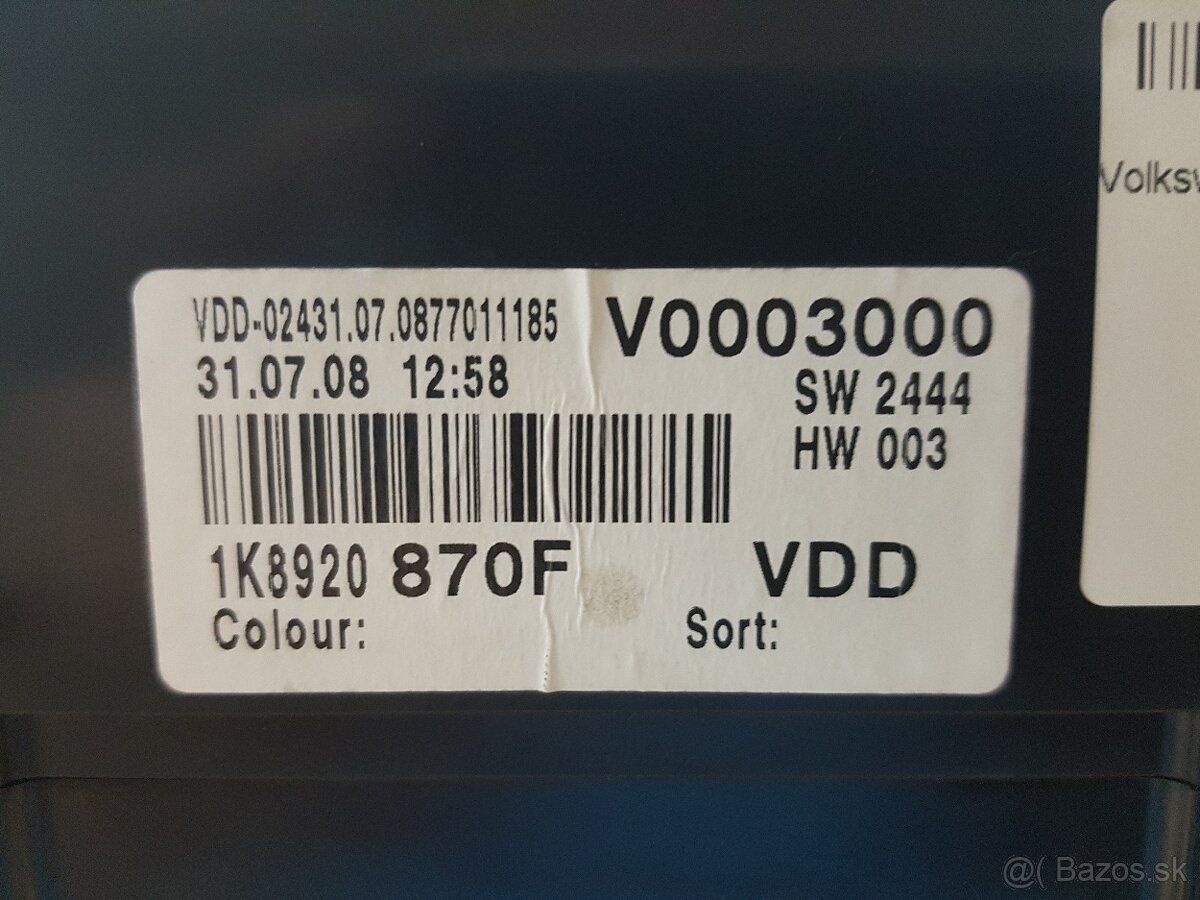 VDD-02431.07.0877011185
31.07.08 12:58
V0003000
SW 2444
HW 003
1K8920 870F VDD
Colour: Sort:
@( Bazos.sk